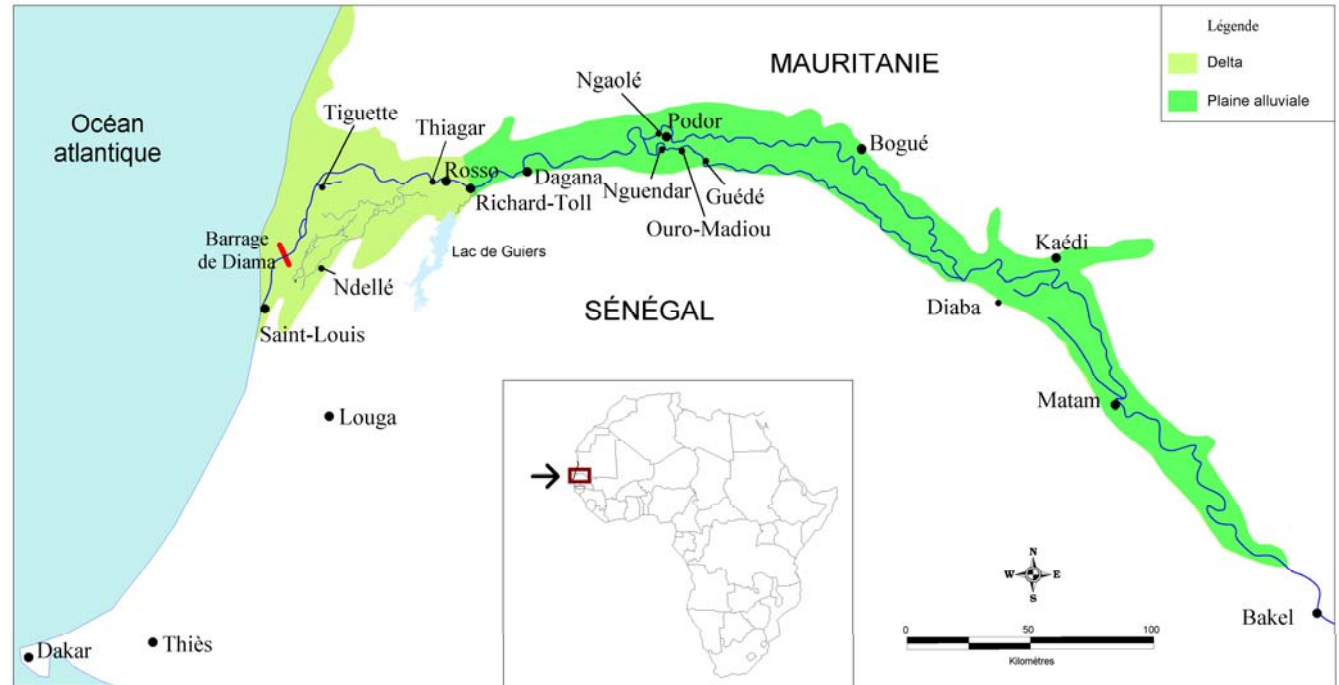 Légende
Delta
Plaine alluviale
MAURITANIE
Océan
atlantique
Tiguette
Thiagar
Ngaolé
Podor
Bogué
Rosso
Dagana
Richard-Toll
Nguendar
Guédé
Ouro-Madiou
Barrage
de Diama
Lac de Guiers
Ndellé
Kaédi
SÉNÉGAL
Diaba
Saint-Louis
Louga
Matam
N
W
E
S
Bakel
0
50
100
Kilomètres
Dakar
Thiès